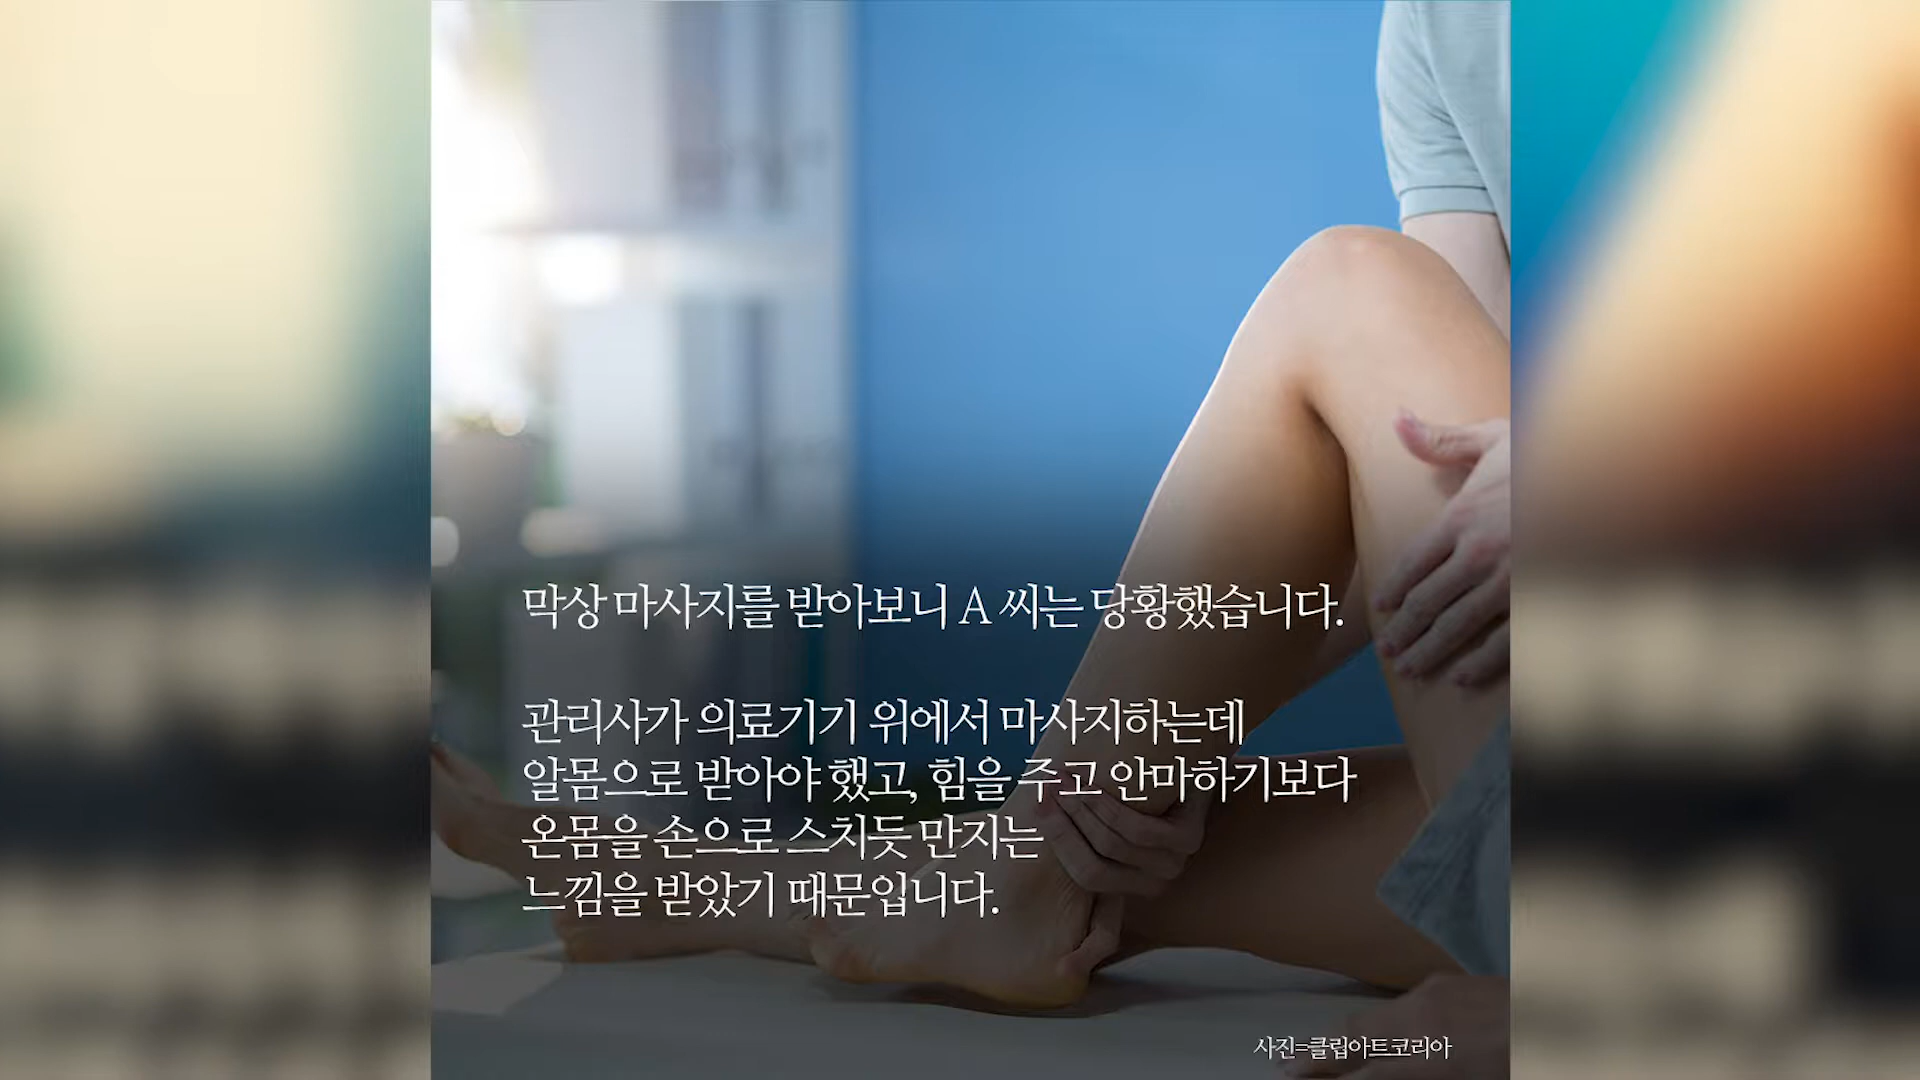 막상 마사지를 받아보니 A 씨는 당황했습니다.
관리사가 의료기기 위에서 마사지하는데
알몸으로 받아야 했고, 힘을 주고 안마하기보다
온몸을 손으로 스치듯 만지는
느낌을 받았기 때문입니다.
사진=클립아트코리아